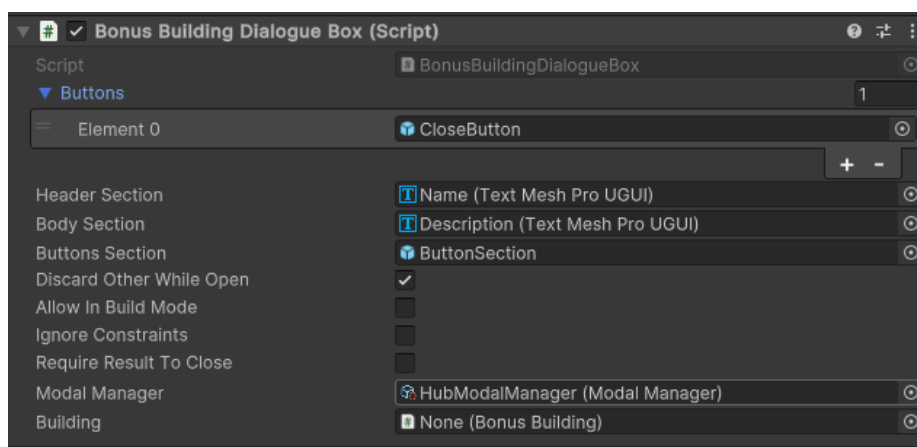 Bonus Building Dialogue Box (Script)
Script BonusBuildingDialogueBox
Buttons 1
Element 0 CloseButton
+ -
Header Section Name (Text Mesh Pro UGUI)
Body Section Description (Text Mesh Pro UGUI)
Buttons Section ButtonSection
Discard Other While Open
Allow In Build Mode
Ignore Constraints
Require Result To Close
Modal Manager HubModalManager (Modal Manager)
Building None (Bonus Building)